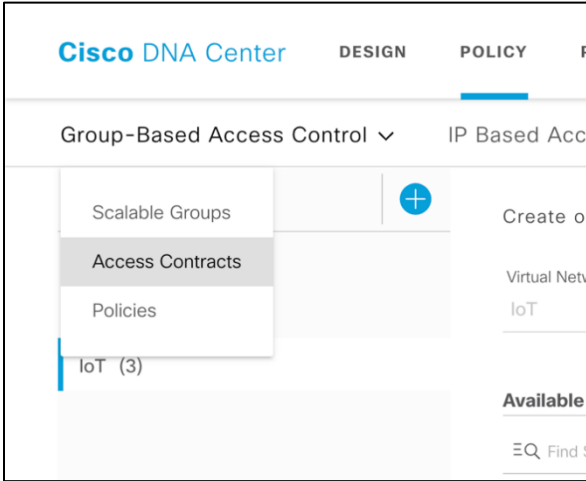 Cisco DNA Center DESIGN POLICY
Group-Based Access Control IP Based Acc
Scalable Groups
Create o
Access Contracts
Virtual Netv
Policies
IoT
IoT (3)
Available
Find S